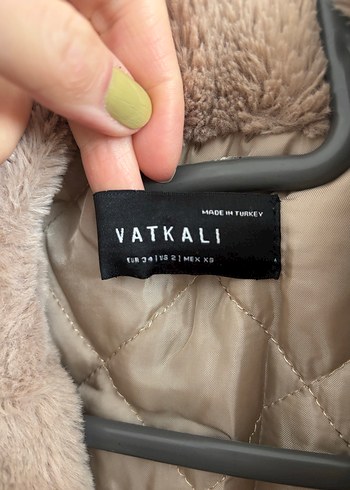 MADE IN TURKEY
VATKALI
EUR 34 | US 2 | MEX XS